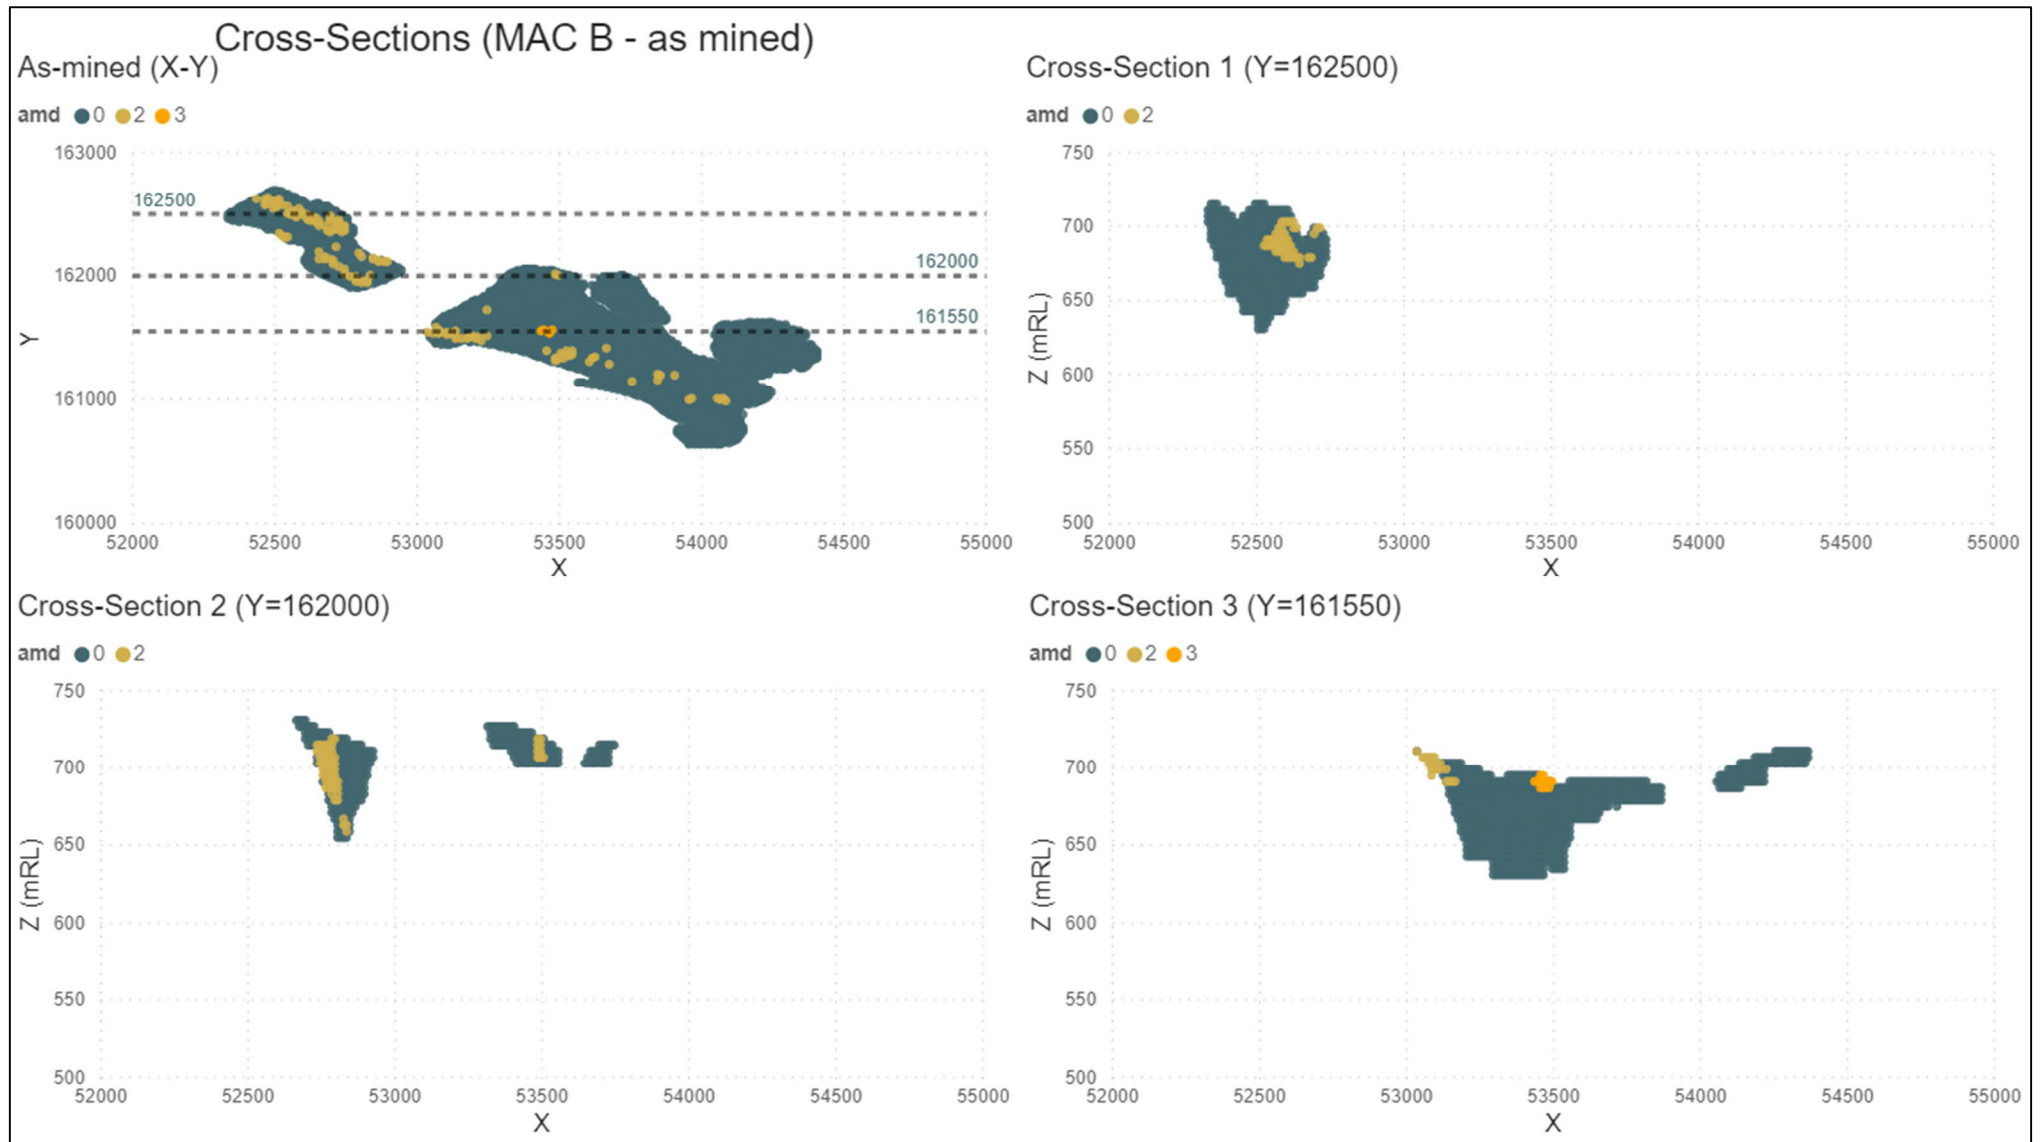 Cross-Sections (MAC B - as mined)
As-mined (X-Y)
amd 0 2 3
163000
162500
162000
162000
161550
161000
160000
Y
52000 52500 53000 53500 54000 54500 55000
X
Cross-Section 1 (Y=162500)
amd 0 2
750
700
650
600
550
500
Z (mRL)
52000 52500 53000 53500 54000 54500 55000
X
Cross-Section 2 (Y=162000)
amd 0 2
750
700
650
600
550
500
Z (mRL)
52000 52500 53000 53500 54000 54500 55000
X
Cross-Section 3 (Y=161550)
amd 0 2 3
750
700
650
600
550
500
Z (mRL)
52000 52500 53000 53500 54000 54500 55000
X